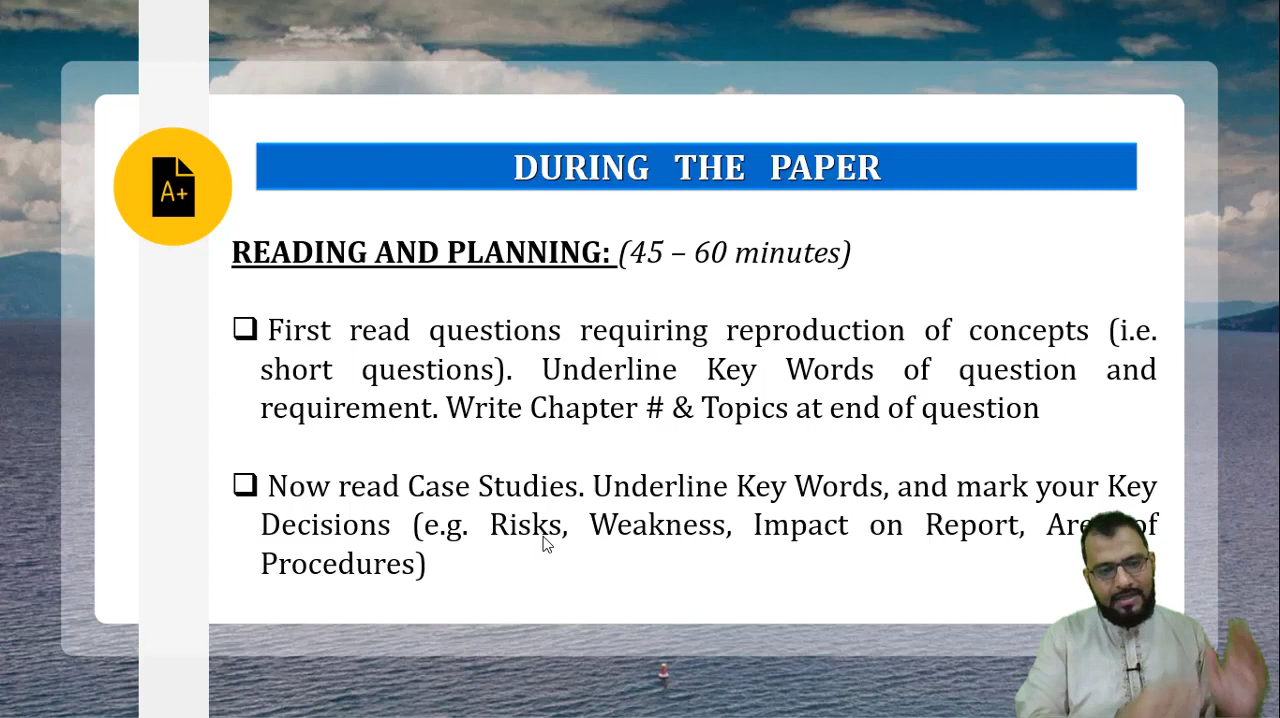 A+
DURING THE PAPER
READING AND PLANNING: (45 – 60 minutes)
First read questions requiring reproduction of concepts (i.e.
short questions). Underline Key Words of question and
requirement. Write Chapter # & Topics at end of question
Now read Case Studies. Underline Key Words, and mark your Key
Decisions (e.g. Risks, Weakness, Impact on Report, of
Procedures)